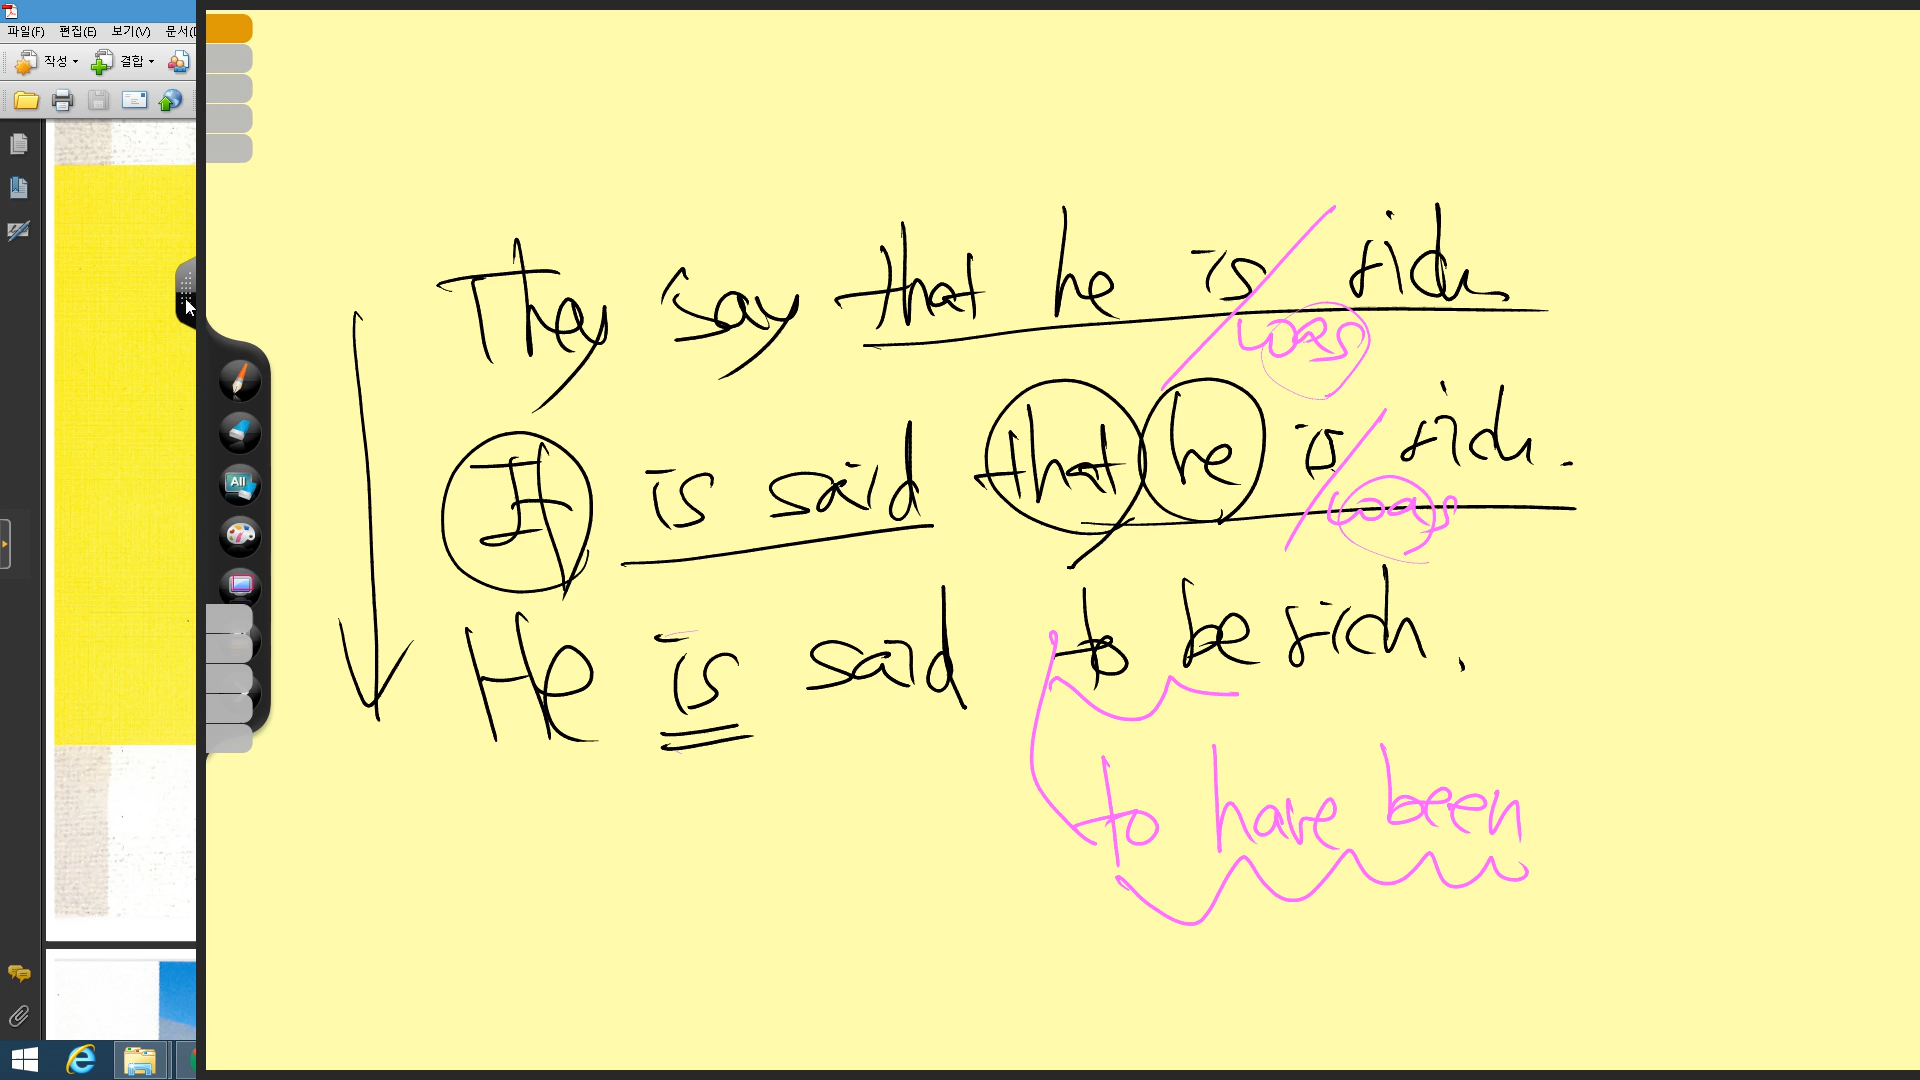 파일(F) 편집(E) 보기(V) 문서(D
작성 결합
All
They say that he is rich
was
It is said that he is rich.
was
He is said to be rich.
to have been